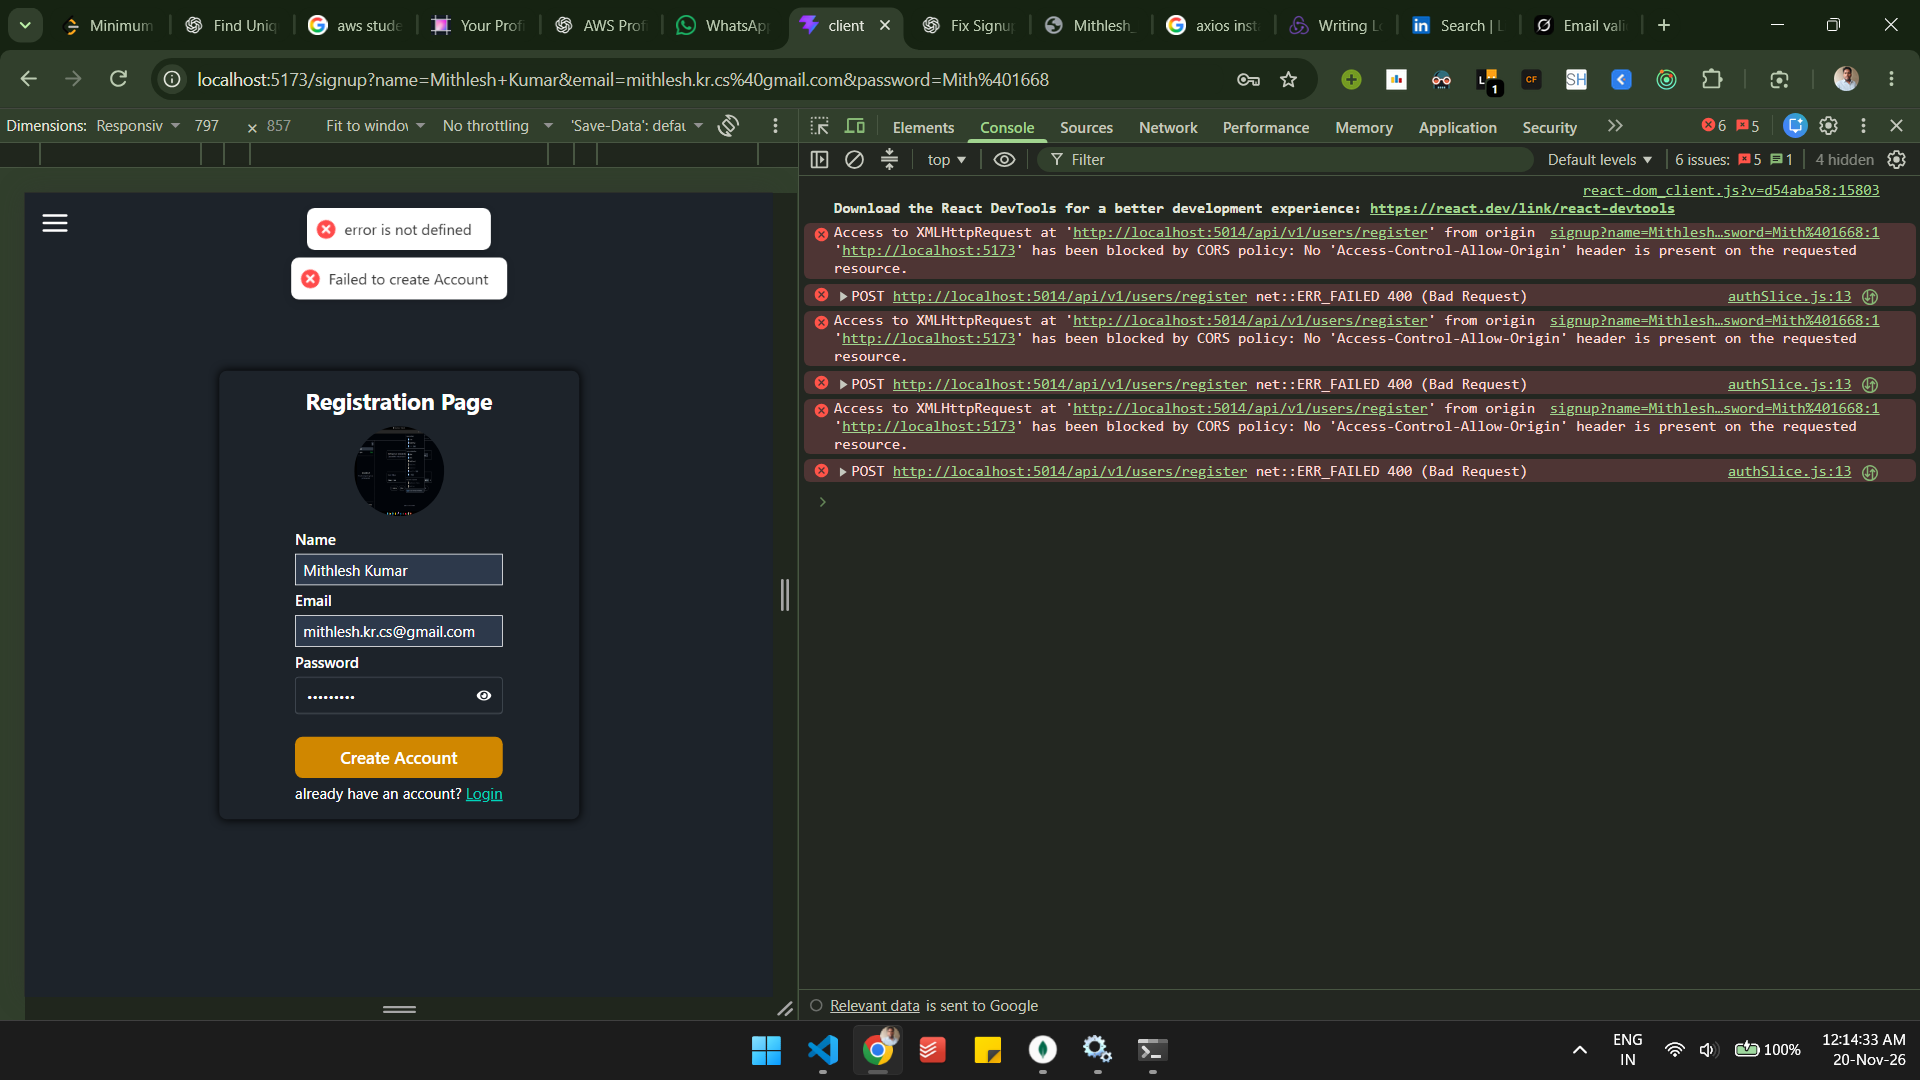 Minimum
Find Uniq
aws stude
Your Profi
AWS Prof
WhatsApp
client
Fix Signup
Mithlesh_
axios inst
Writing Lo
Search | L
Email vali
localhost:5173/signup?name=Mithlesh+Kumar&email=mithlesh.kr.cs%40gmail.com&password=Mith%401668
CF
SH
1
Dimensions: Responsiv 797 × 857 Fit to window No throttling 'Save-Data': defau
Elements Console Sources Network Performance Memory Application Security 6 5
top Filter Default levels 6 issues: 5 1 4 hidden
react-dom_client.js?v=d54aba58:15803
Download the React DevTools for a better development experience: https://react.dev/link/react-devtools
Access to XMLHttpRequest at 'http://localhost:5014/api/v1/users/register' from origin signup?name=Mithlesh…sword=Mith%401668:1
'http://localhost:5173' has been blocked by CORS policy: No 'Access-Control-Allow-Origin' header is present on the requested
resource.
POST http://localhost:5014/api/v1/users/register net::ERR_FAILED 400 (Bad Request) authSlice.js:13
Access to XMLHttpRequest at 'http://localhost:5014/api/v1/users/register' from origin signup?name=Mithlesh…sword=Mith%401668:1
'http://localhost:5173' has been blocked by CORS policy: No 'Access-Control-Allow-Origin' header is present on the requested
resource.
POST http://localhost:5014/api/v1/users/register net::ERR_FAILED 400 (Bad Request) authSlice.js:13
Access to XMLHttpRequest at 'http://localhost:5014/api/v1/users/register' from origin signup?name=Mithlesh…sword=Mith%401668:1
'http://localhost:5173' has been blocked by CORS policy: No 'Access-Control-Allow-Origin' header is present on the requested
resource.
POST http://localhost:5014/api/v1/users/register net::ERR_FAILED 400 (Bad Request) authSlice.js:13
error is not defined
Failed to create Account
Registration Page
Name
Mithlesh Kumar
Email
mithlesh.kr.cs@gmail.com
Password
•••••••••
Create Account
already have an account? Login
Relevant data is sent to Google
ENG
IN
100%
12:14:33 AM
20-Nov-26